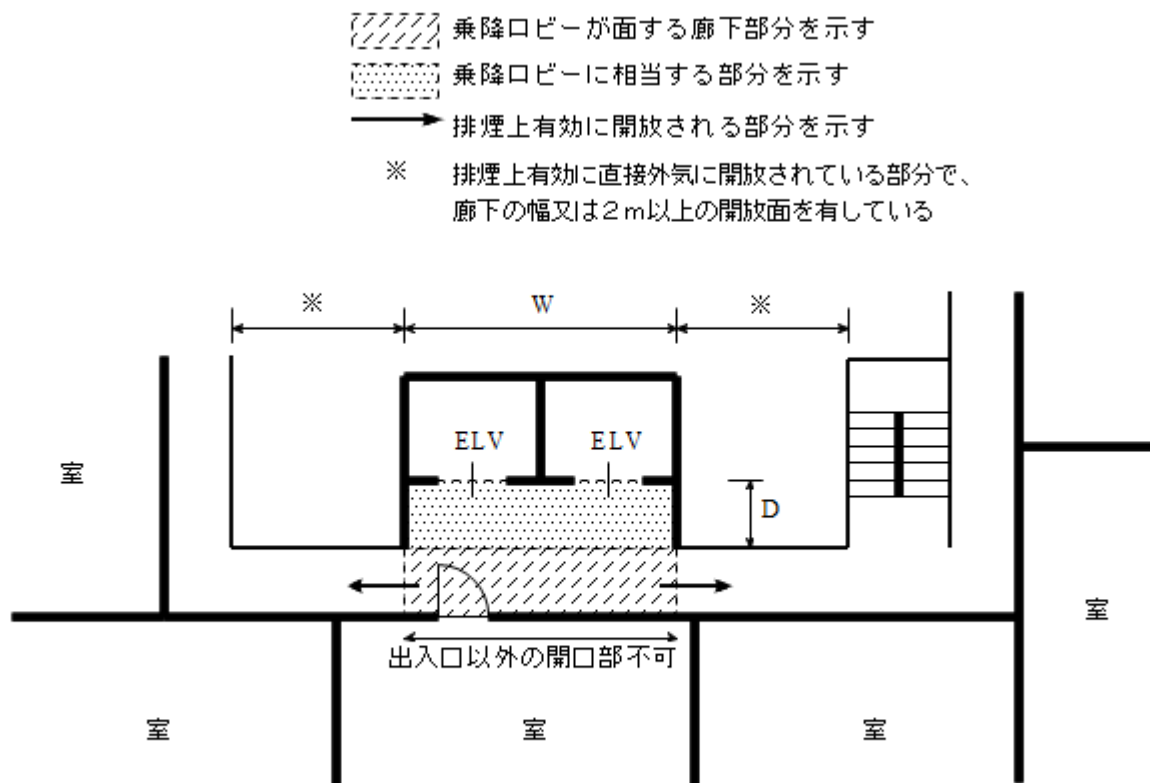 乗降ロビーが面する廊下部分を示す
乗降ロビーに相当する部分を示す
排煙上有効に開放される部分を示す
※ 排煙上有効に直接外気に開放されている部分で、
廊下の幅又は2m以上の開放面を有している
※ W ※
ELV ELV
室
D
室
出入口以外の開口部不可
室 室 室